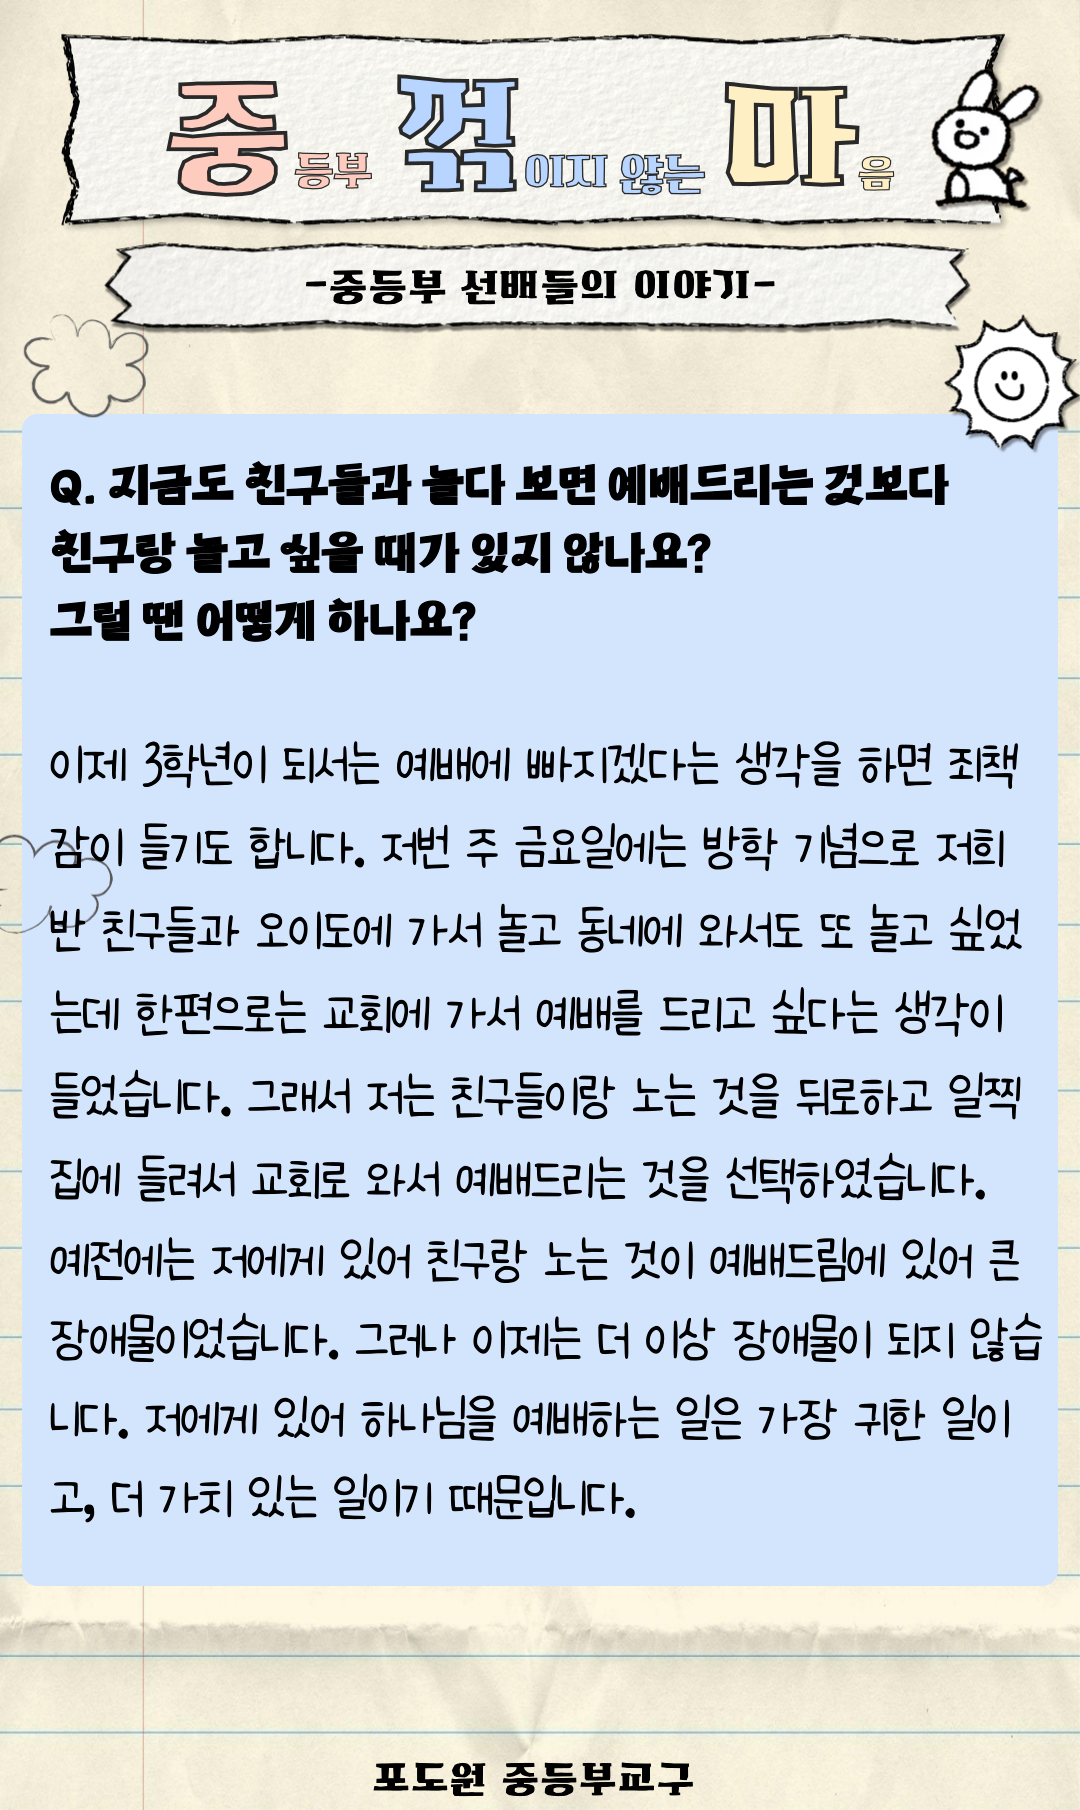 중등부 꺾이지 않는 마음
-중등부 선배들의 이야기-
Q. 지금도 친구들과 놀다 보면 예배드리는 것보다
친구랑 놀고 싶을 때가 있지 않나요?
그럴 땐 어떻게 하나요?
이제 3학년이 되서는 예배에 빠지겠다는 생각을 하면 죄책
감이 들기도 합니다. 저번 주 금요일에는 방학 기념으로 저희
반 친구들과 오이도에 가서 놀고 동네에 와서도 또 놀고 싶었
는데 한편으로는 교회에 가서 예배를 드리고 싶다는 생각이
들었습니다. 그래서 저는 친구들이랑 노는 것을 뒤로하고 일찍
집에 들려서 교회로 와서 예배드리는 것을 선택하였습니다.
예전에는 저에게 있어 친구랑 노는 것이 예배드림에 있어 큰
장애물이었습니다. 그러나 이제는 더 이상 장애물이 되지 않습
니다. 저에게 있어 하나님을 예배하는 일은 가장 귀한 일이
고, 더 가치 있는 일이기 때문입니다.
포도원 중등부교구